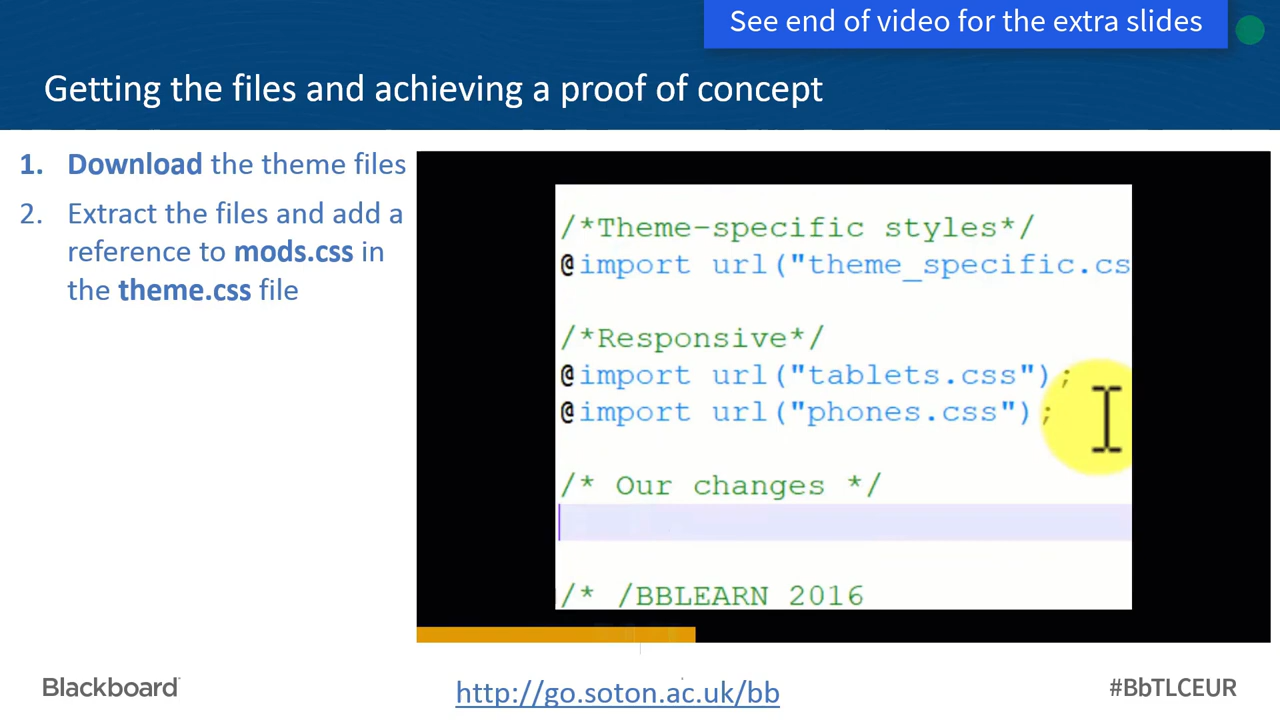 See end of video for the extra slides
Getting the files and achieving a proof of concept
1. Download the theme files
2. Extract the files and add a
reference to mods.css in
the theme.css file
/*Theme-specific styles*/
@import url("theme_specific.cs
/*Responsive*/
@import url("tablets.css");
@import url("phones.css");
/* Our changes */
/* /BBLEARN 2016
Blackboard
http://go.soton.ac.uk/bb
#BbTLCEUR